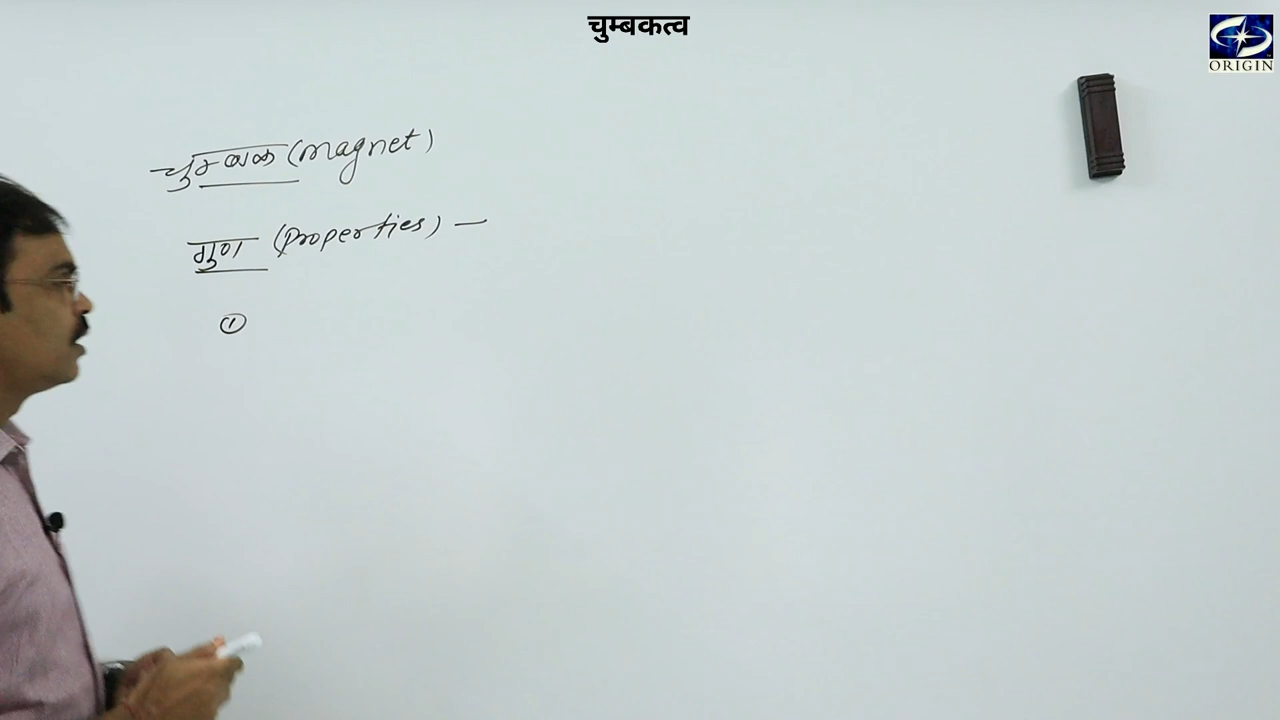 चुम्बकत्व
ORIGIN
चुम्बक (magnet)
गुण (Properties) —
①